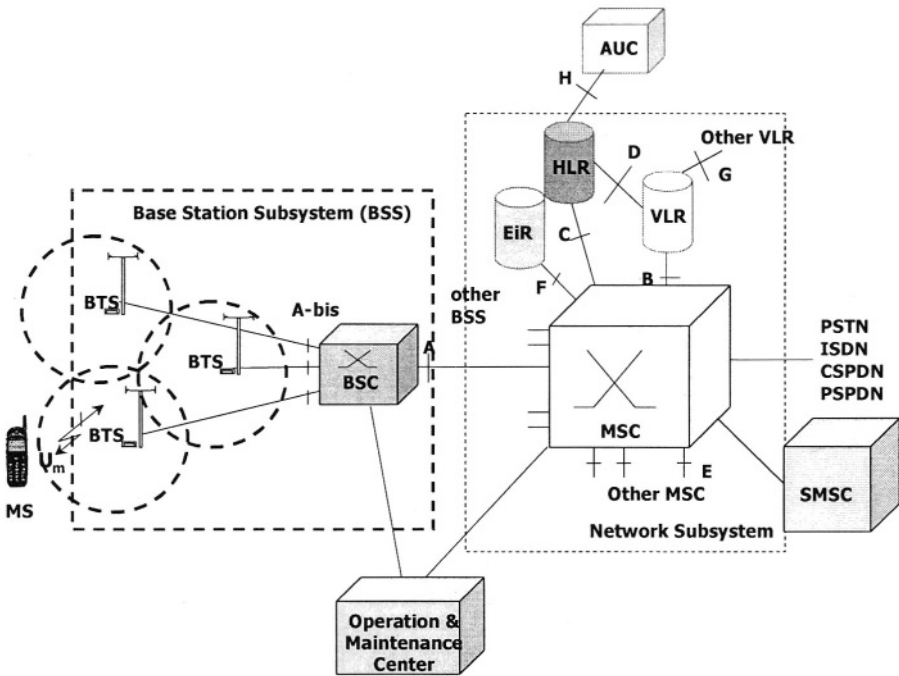 AUC
H
Other VLR
D
G
HLR
VLR
EiR
C
B
F
Base Station Subsystem (BSS)
BTS
A-bis
other
BSS
BTS
A
BSC
BTS
Um
MS
MSC
PSTN
ISDN
CSPDN
PSPDN
E
Other MSC
SMSC
Network Subsystem
Operation &
Maintenance
Center